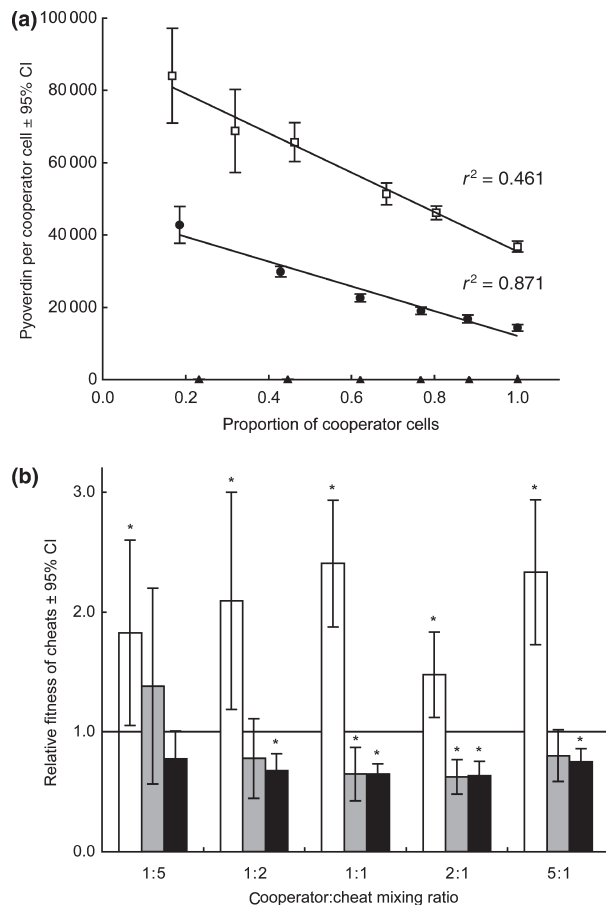 (a)
100 000
80 000
60 000
40 000
20 000
0
Pyoverdin per cooperator cell ± 95% CI
r² = 0.461
r² = 0.871
0.0 0.2 0.4 0.6 0.8 1.0
Proportion of cooperator cells
(b)
3.0
2.0
1.0
0.0
Relative fitness of cheats ± 95% CI
* * * * *
* * * * * *
1:5 1:2 1:1 2:1 5:1
Cooperator:cheat mixing ratio